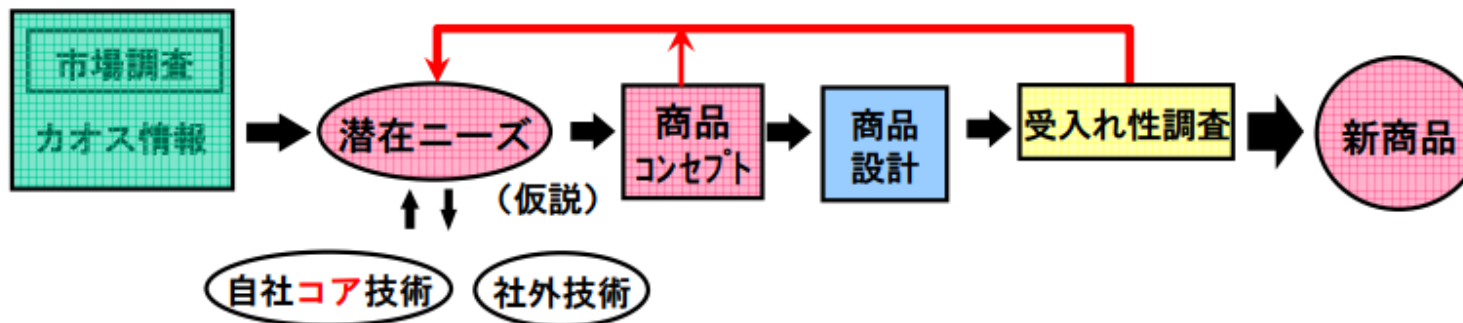 市場調査
カオス情報
潜在ニーズ
（仮説）
商品
コンセプト
商品
設計
受入れ性調査
新商品
自社コア技術
社外技術